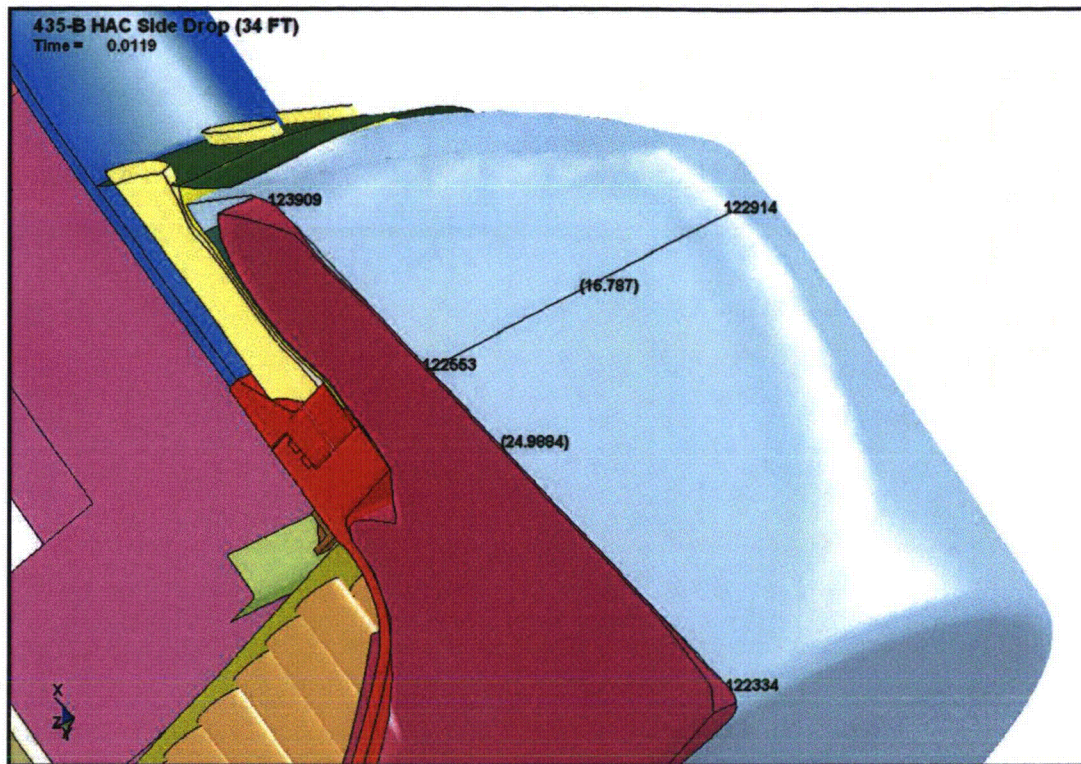 435-B HAC Side Drop (34 FT)
Time = 0.0119
123909
122914
(16.787)
122553
(24.9884)
122334
X
Z
Y